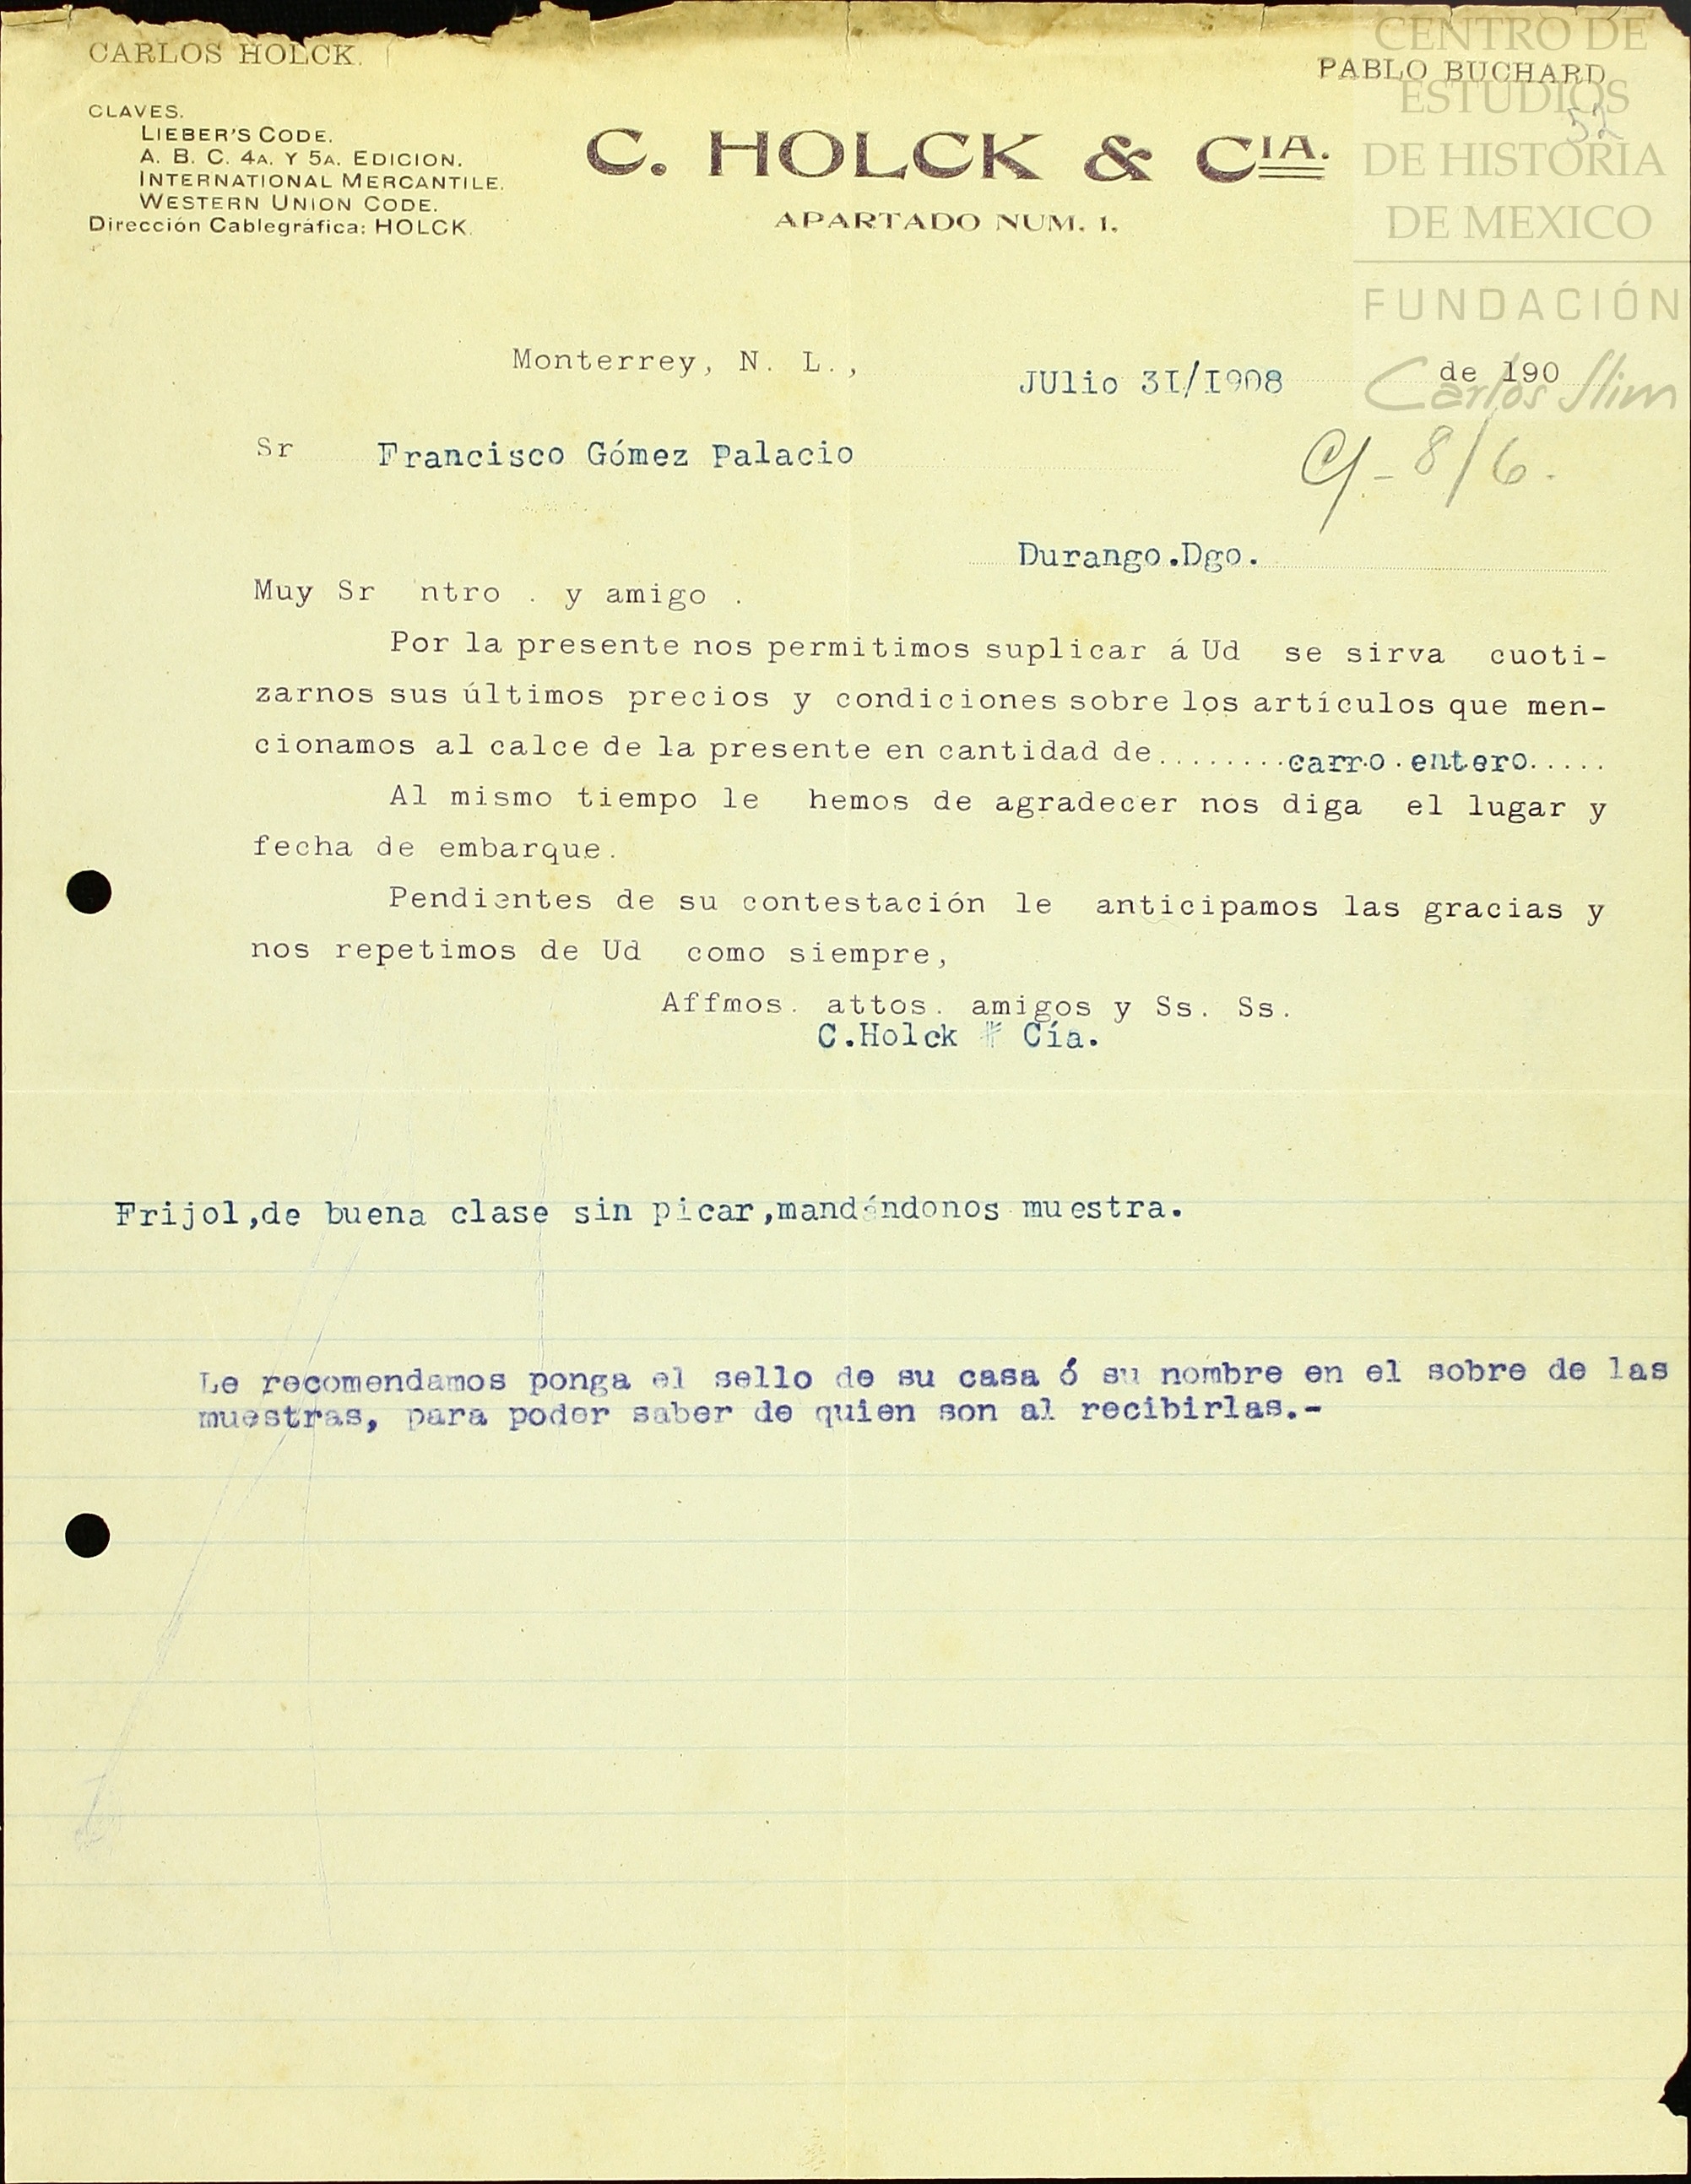 CARLOS HOLCK.
PABLO BUCHARD
CLAVES.
LIEBER'S CODE.
A. B. C. 4A. Y 5A. EDICION.
INTERNATIONAL MERCANTILE.
WESTERN UNION CODE.
Dirección Cablegráfica: HOLCK.
C. HOLCK & CIA.
APARTADO NUM. 1.
52
CENTRO DE
ESTUDIOS
DE HISTORIA
DE MEXICO
FUNDACIÓN
Carlos Slim
Monterrey, N. L., JUlio 3I/I908 de 190
Sr Francisco Gómez Palacio
8/6.
Durango.Dgo.
Muy Sr ntro . y amigo .
Por la presente nos permitimos suplicar á Ud se sirva cuoti-
zarnos sus últimos precios y condiciones sobre los artículos que men-
cionamos al calce de la presente en cantidad de........carro.entero.....
Al mismo tiempo le hemos de agradecer nos diga el lugar y
fecha de embarque.
Pendientes de su contestación le anticipamos las gracias y
nos repetimos de Ud como siempre,
Affmos. attos. amigos y Ss. Ss.
C.Holck Cía.
Frijol,de buena clase sin picar,mandándonos muestra.
Le recomendamos ponga el sello de su casa ó su nombre en el sobre de las
muestras, para poder saber de quien son al recibirlas.-